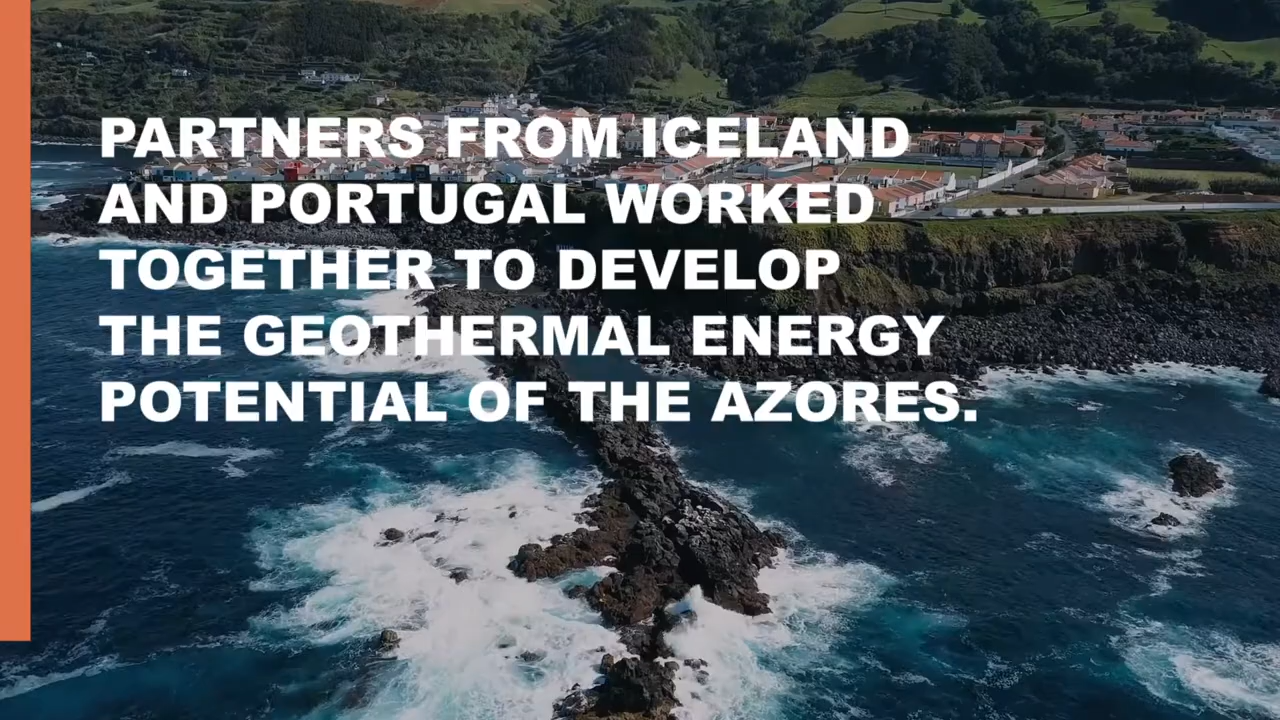 PARTNERS FROM ICELAND
AND PORTUGAL WORKED
TOGETHER TO DEVELOP
THE GEOTHERMAL ENERGY
POTENTIAL OF THE AZORES.